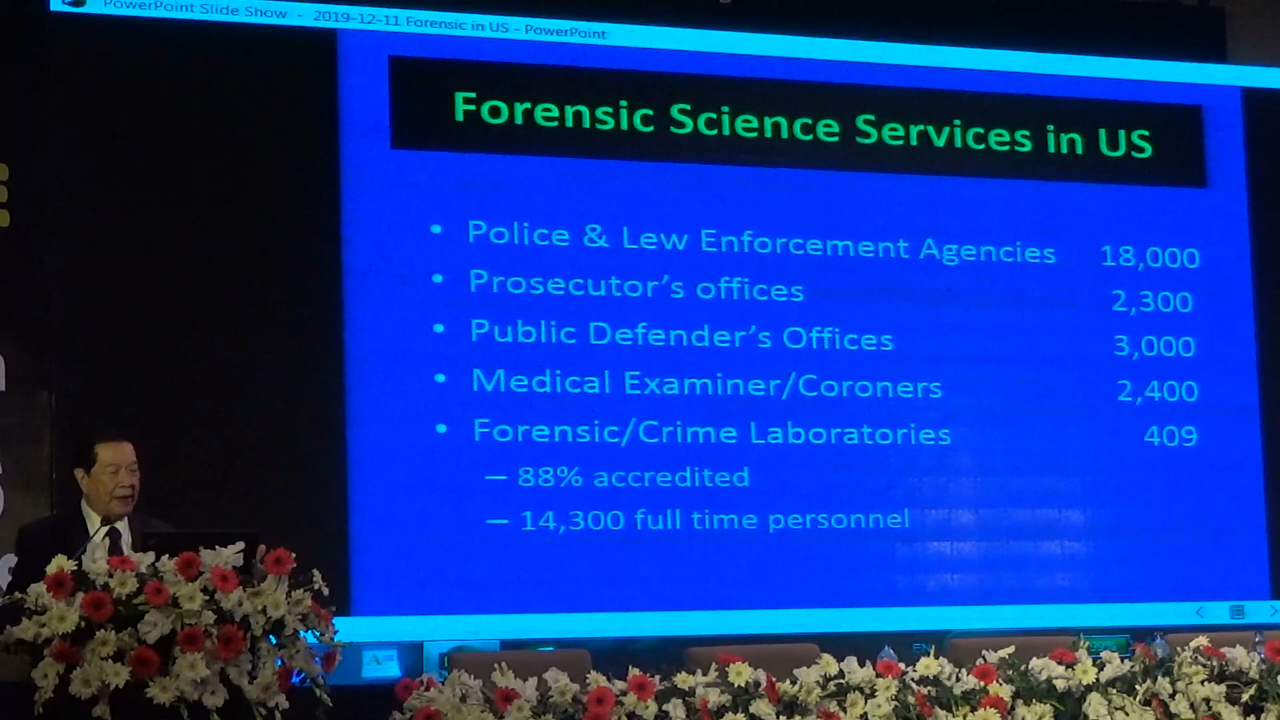 PowerPoint Slide Show - 2019-12-11 Forensic in US - PowerPoint
Forensic Science Services in US
• Police & Lew Enforcement Agencies 18,000
• Prosecutor’s offices 2,300
• Public Defender’s Offices 3,000
• Medical Examiner/Coroners 2,400
• Forensic/Crime Laboratories 409
– 88% accredited
– 14,300 full time personnel